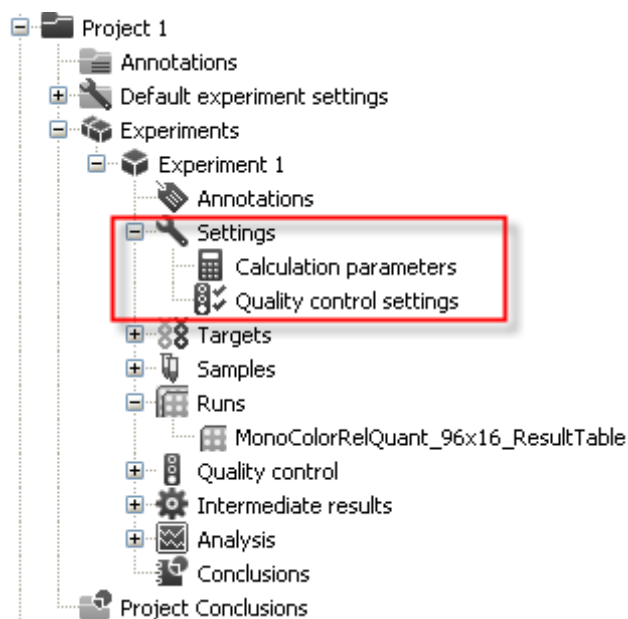 Project 1
Annotations
Default experiment settings
Experiments
Experiment 1
Annotations
Settings
Calculation parameters
Quality control settings
Targets
Samples
Runs
MonoColorRelQuant_96x16_ResultTable
Quality control
Intermediate results
Analysis
Conclusions
Project Conclusions